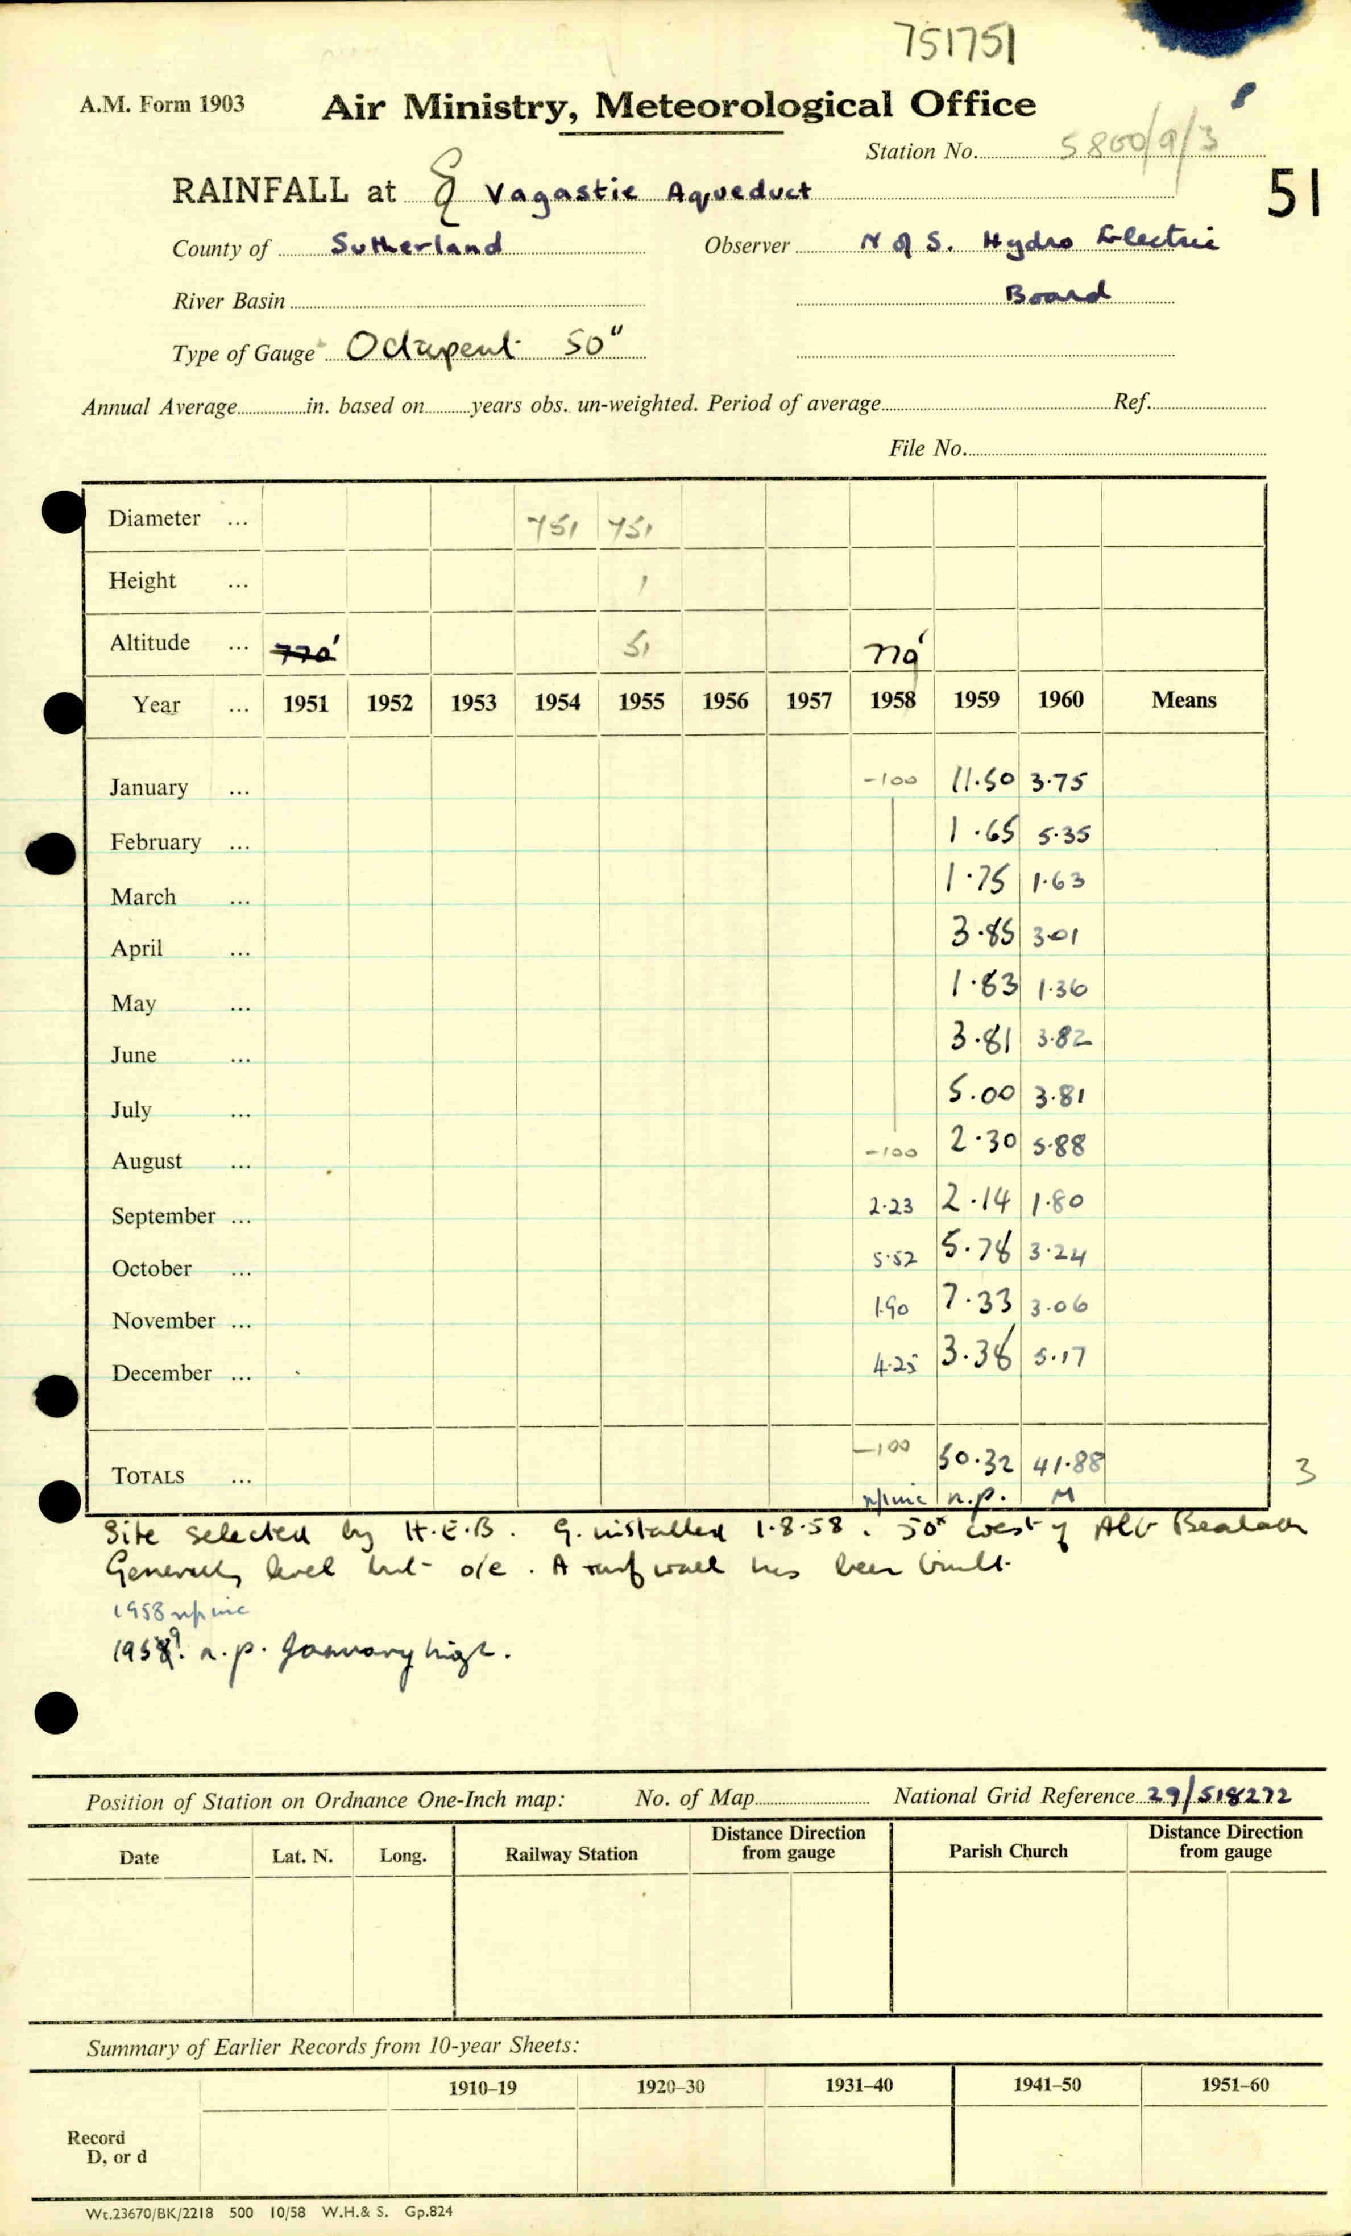 751751
A.M. Form 1903 Air Ministry, Meteorological Office
Station No. 5800/9/3
RAINFALL at Vagastie Aqueduct 51
County of Sutherland Observer N of S. Hydro Electric
River Basin Board
Type of Gauge Octapent 50"
Annual Average in. based on years obs. un-weighted. Period of average Ref.
File No.
Diameter ... 751 751
Height ... 1
Altitude ... 770' 51 770'
Year ... 1951 1952 1953 1954 1955 1956 1957 1958 1959 1960 Means
January ... -100 11.50 3.75
February ... 1.65 5.35
March ... 1.75 1.63
April ... 3.85 3.01
May ... 1.83 1.36
June ... 3.81 3.82
July ... 5.00 3.81
August ... -100 2.30 5.88
September ... 2.23 2.14 1.80
October ... 5.52 5.78 3.24
November ... 1.90 7.33 3.06
December ... 4.25 3.38 5.17
TOTALS ... -100 50.32 41.88 3
n/inc n.p. M
Site selected by H.E.B. G. installed 1.8.58. 50x west of Allt Bealach
Generally level but o/e. A turf wall has been built.
1958 np inc
1959. n.p. January high.
Position of Station on Ordnance One-Inch map: No. of Map National Grid Reference 29/518272
Date Lat. N. Long. Railway Station Distance Direction from gauge Parish Church Distance Direction from gauge
Summary of Earlier Records from 10-year Sheets:
1910-19 1920-30 1931-40 1941-50 1951-60
Record
D, or d
Wt.23670/BK/2218 500 10/58 W.H.& S. Gp.824